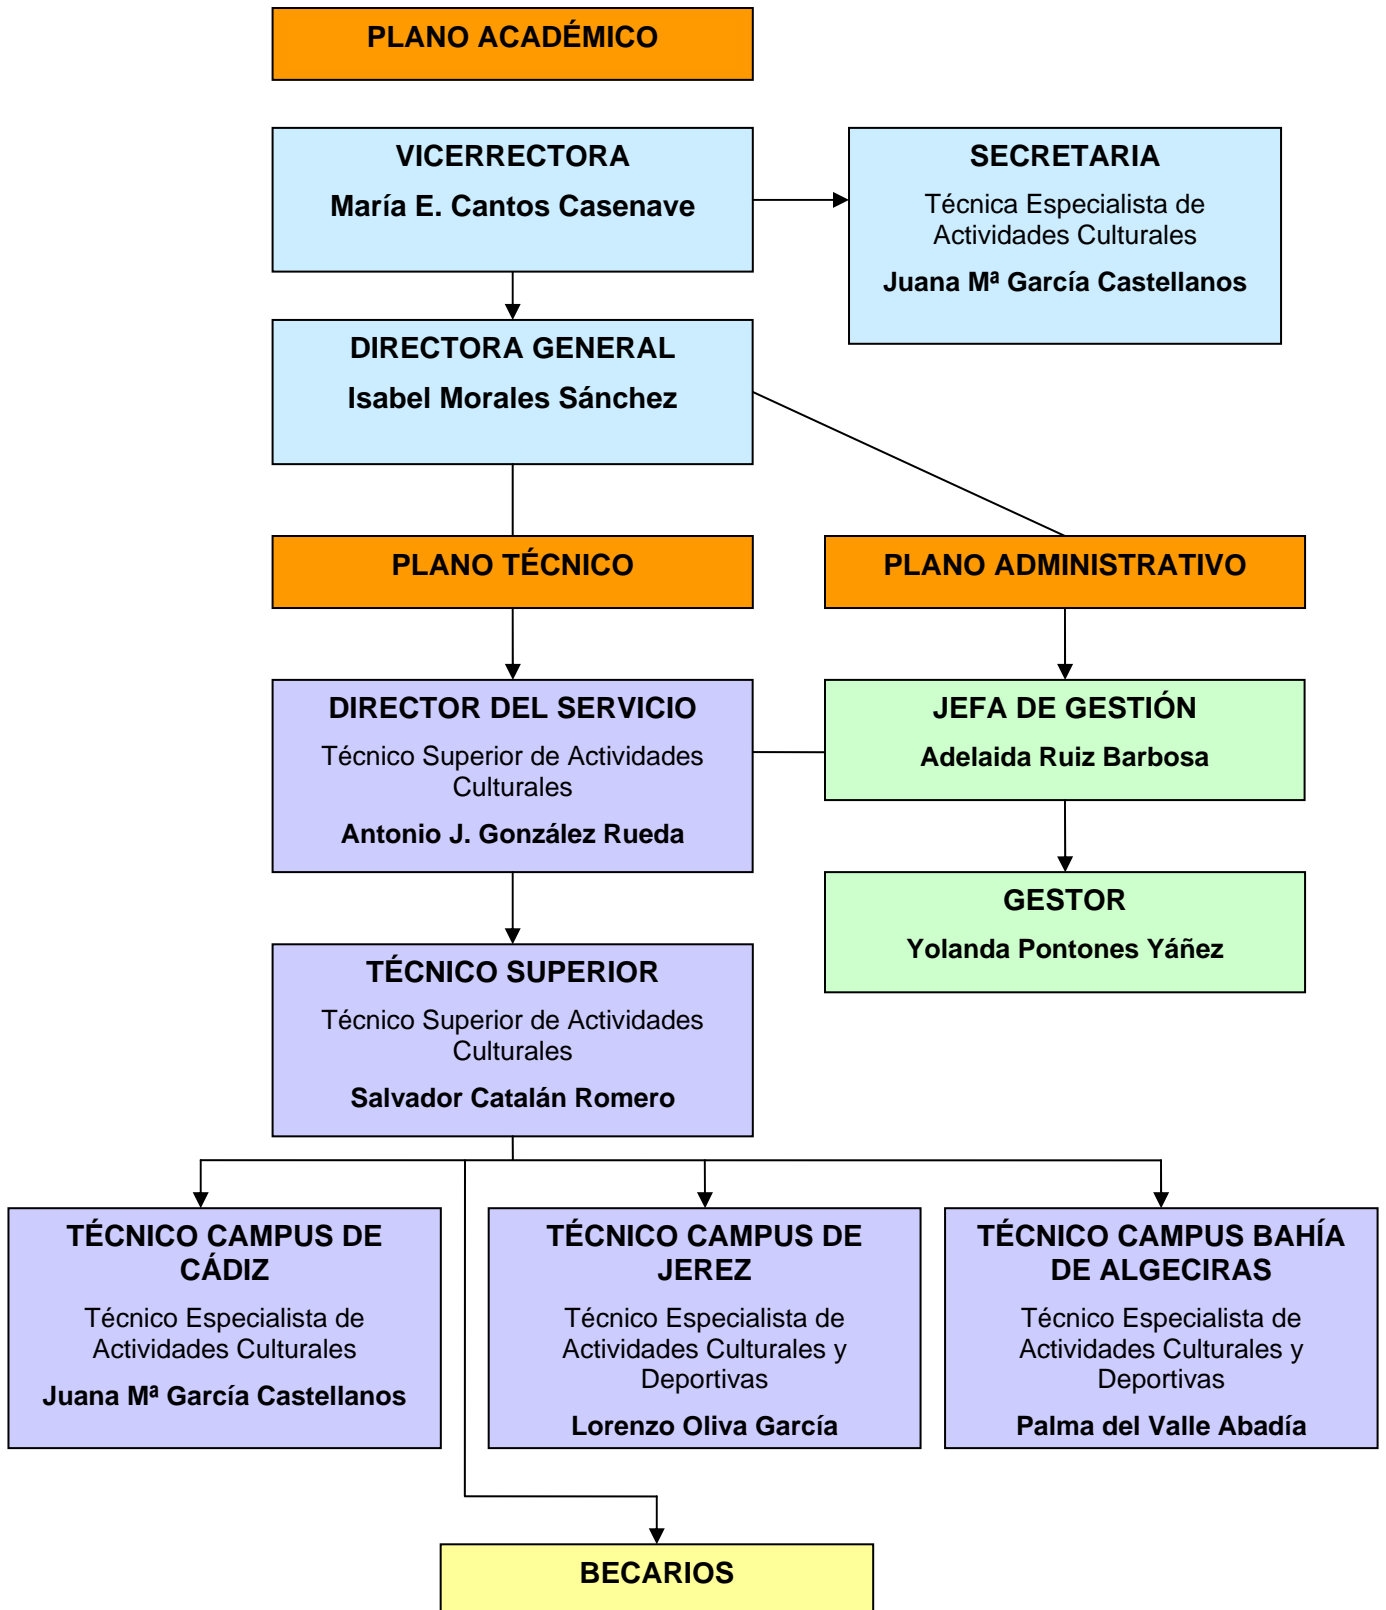 PLANO ACADÉMICO
VICERRECTORA
María E. Cantos Casenave
SECRETARIA
Técnica Especialista de
Actividades Culturales
Juana Mª García Castellanos
DIRECTORA GENERAL
Isabel Morales Sánchez
PLANO TÉCNICO
PLANO ADMINISTRATIVO
DIRECTOR DEL SERVICIO
Técnico Superior de Actividades
Culturales
Antonio J. González Rueda
JEFA DE GESTIÓN
Adelaida Ruiz Barbosa
GESTOR
Yolanda Pontones Yáñez
TÉCNICO SUPERIOR
Técnico Superior de Actividades
Culturales
Salvador Catalán Romero
TÉCNICO CAMPUS DE
CÁDIZ
Técnico Especialista de
Actividades Culturales
Juana Mª García Castellanos
TÉCNICO CAMPUS DE
JEREZ
Técnico Especialista de
Actividades Culturales y
Deportivas
Lorenzo Oliva García
TÉCNICO CAMPUS BAHÍA
DE ALGECIRAS
Técnico Especialista de
Actividades Culturales y
Deportivas
Palma del Valle Abadía
BECARIOS